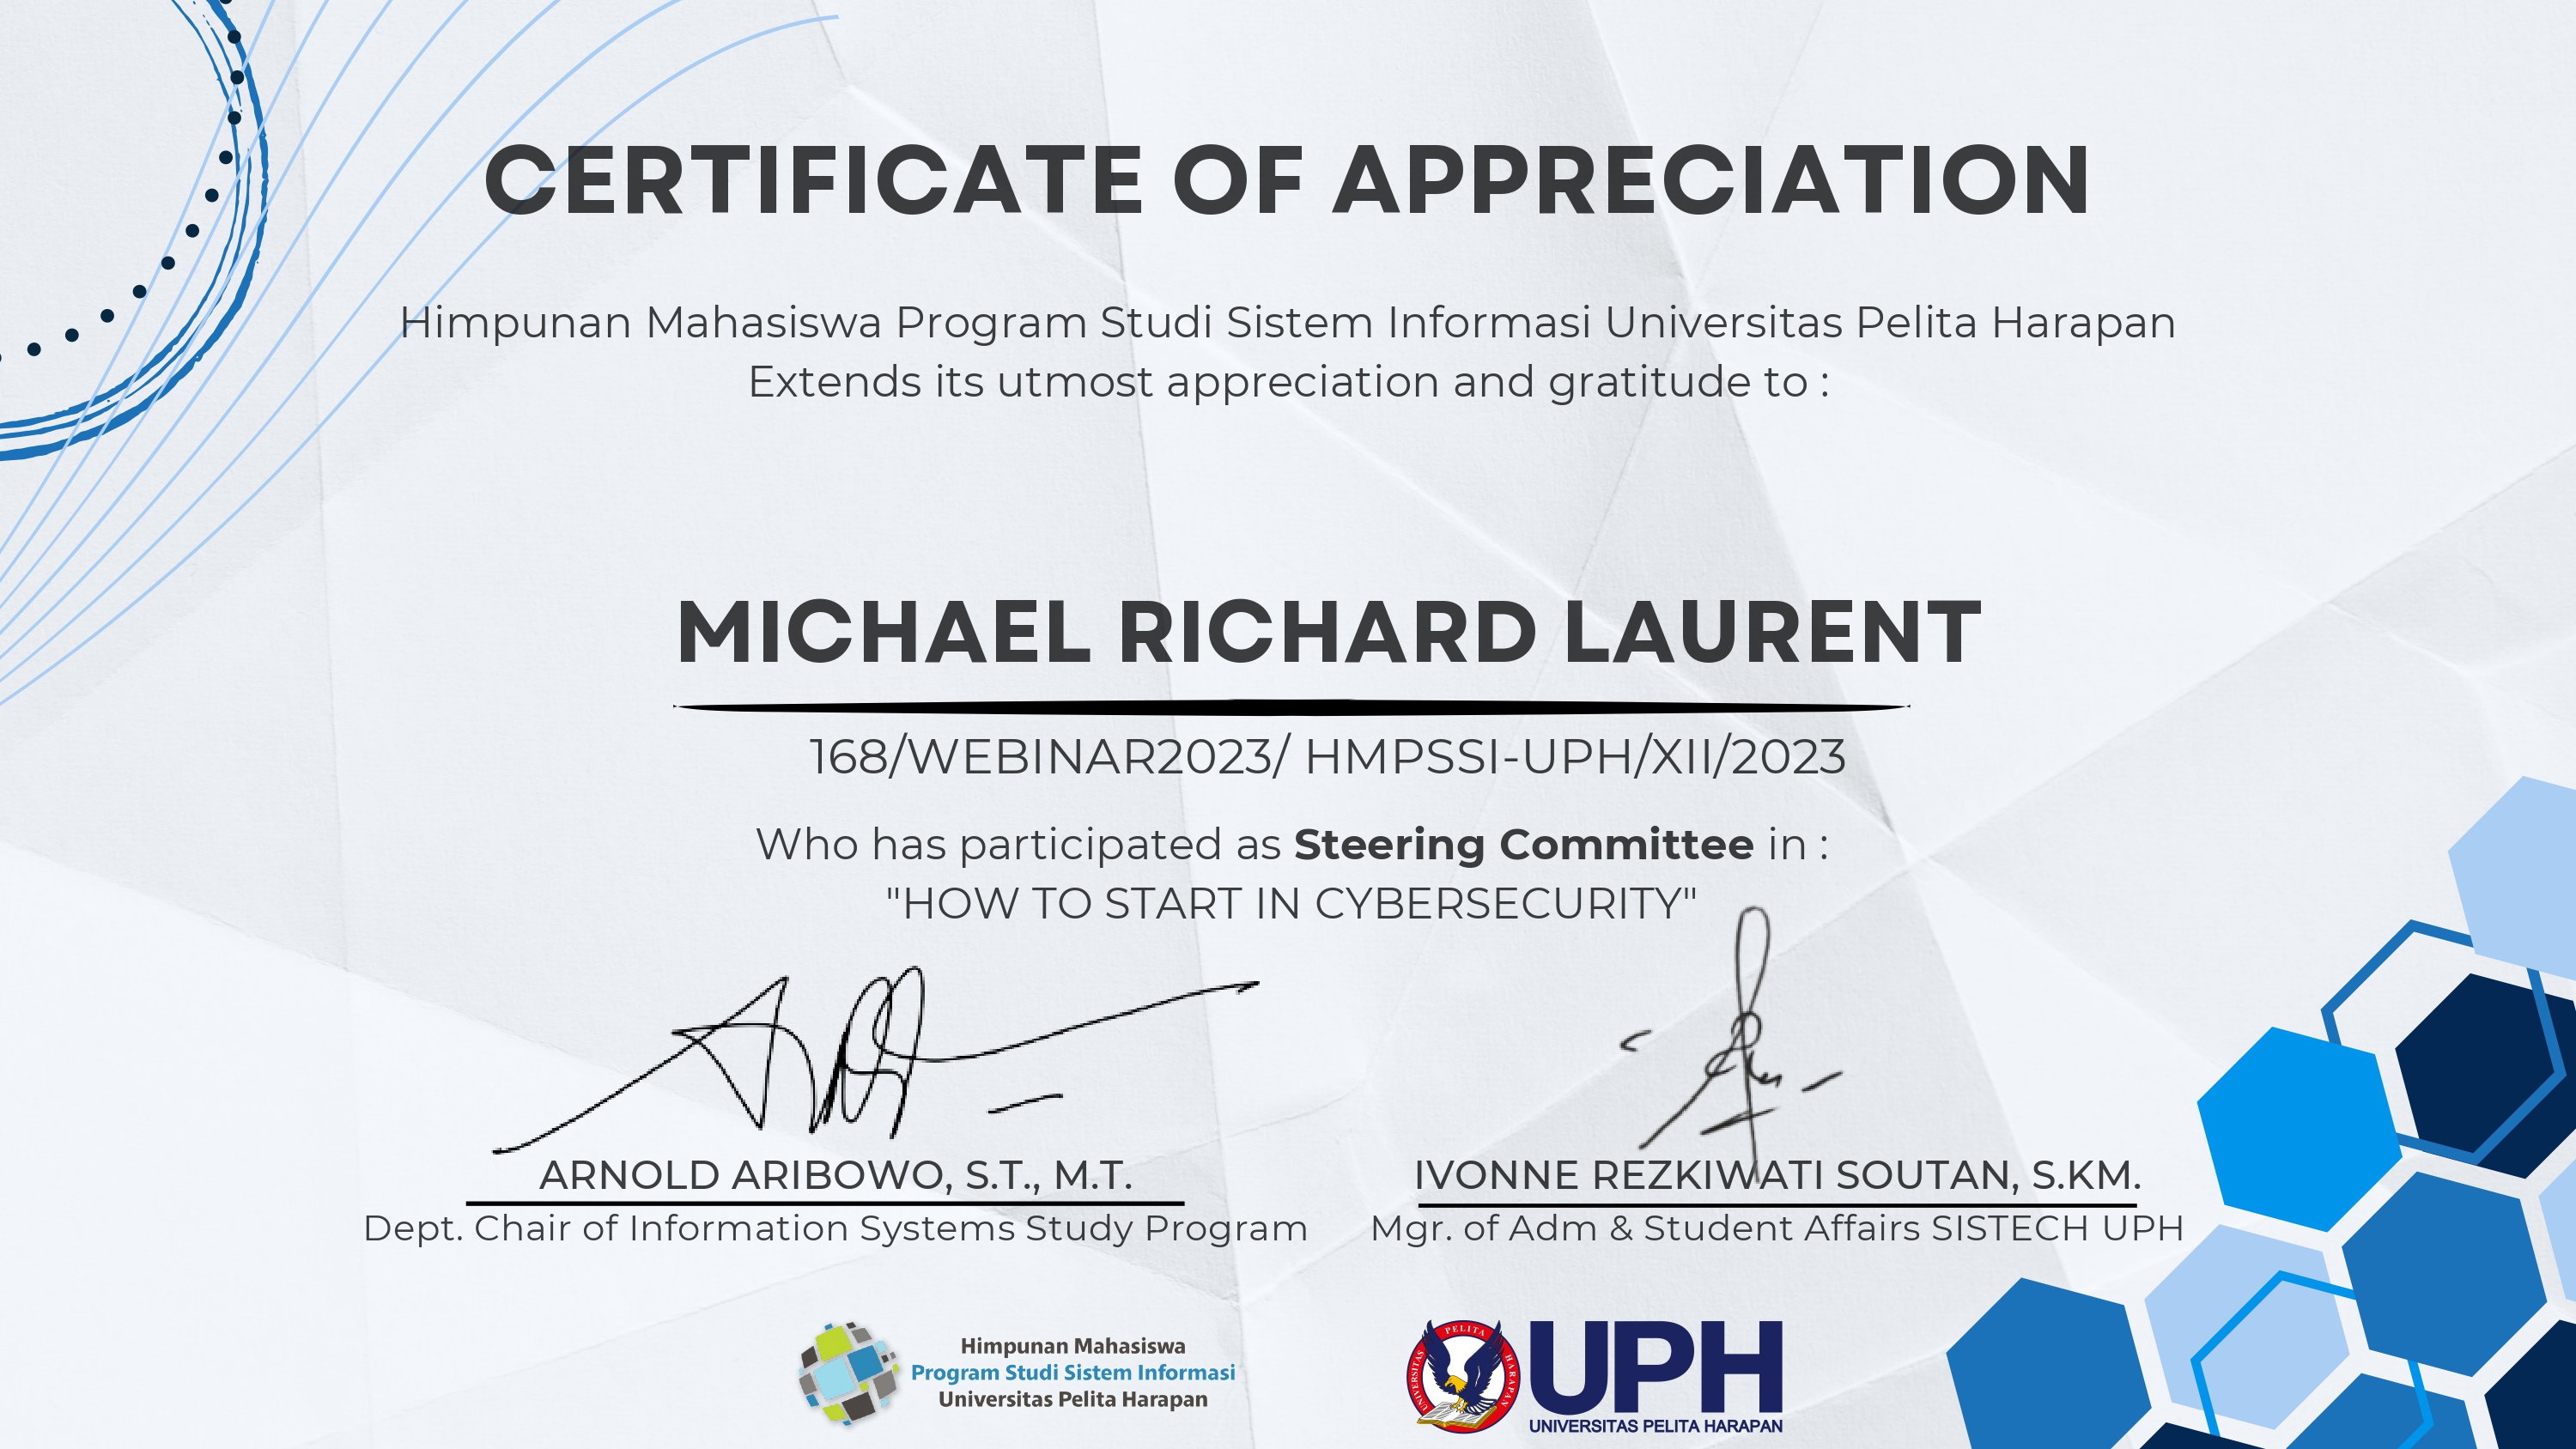 CERTIFICATE OF APPRECIATION
Himpunan Mahasiswa Program Studi Sistem Informasi Universitas Pelita Harapan
Extends its utmost appreciation and gratitude to :
MICHAEL RICHARD LAURENT
168/WEBINAR2023/ HMPSSI-UPH/XII/2023
Who has participated as Steering Committee in :
"HOW TO START IN CYBERSECURITY"
ARNOLD ARIBOWO, S.T., M.T.
Dept. Chair of Information Systems Study Program
IVONNE REZKIWATI SOUTAN, S.KM.
Mgr. of Adm & Student Affairs SISTECH UPH
Himpunan Mahasiswa
Program Studi Sistem Informasi
Universitas Pelita Harapan
UNIVERSITAS PELITA HARAPAN
UPH
UNIVERSITAS PELITA HARAPAN